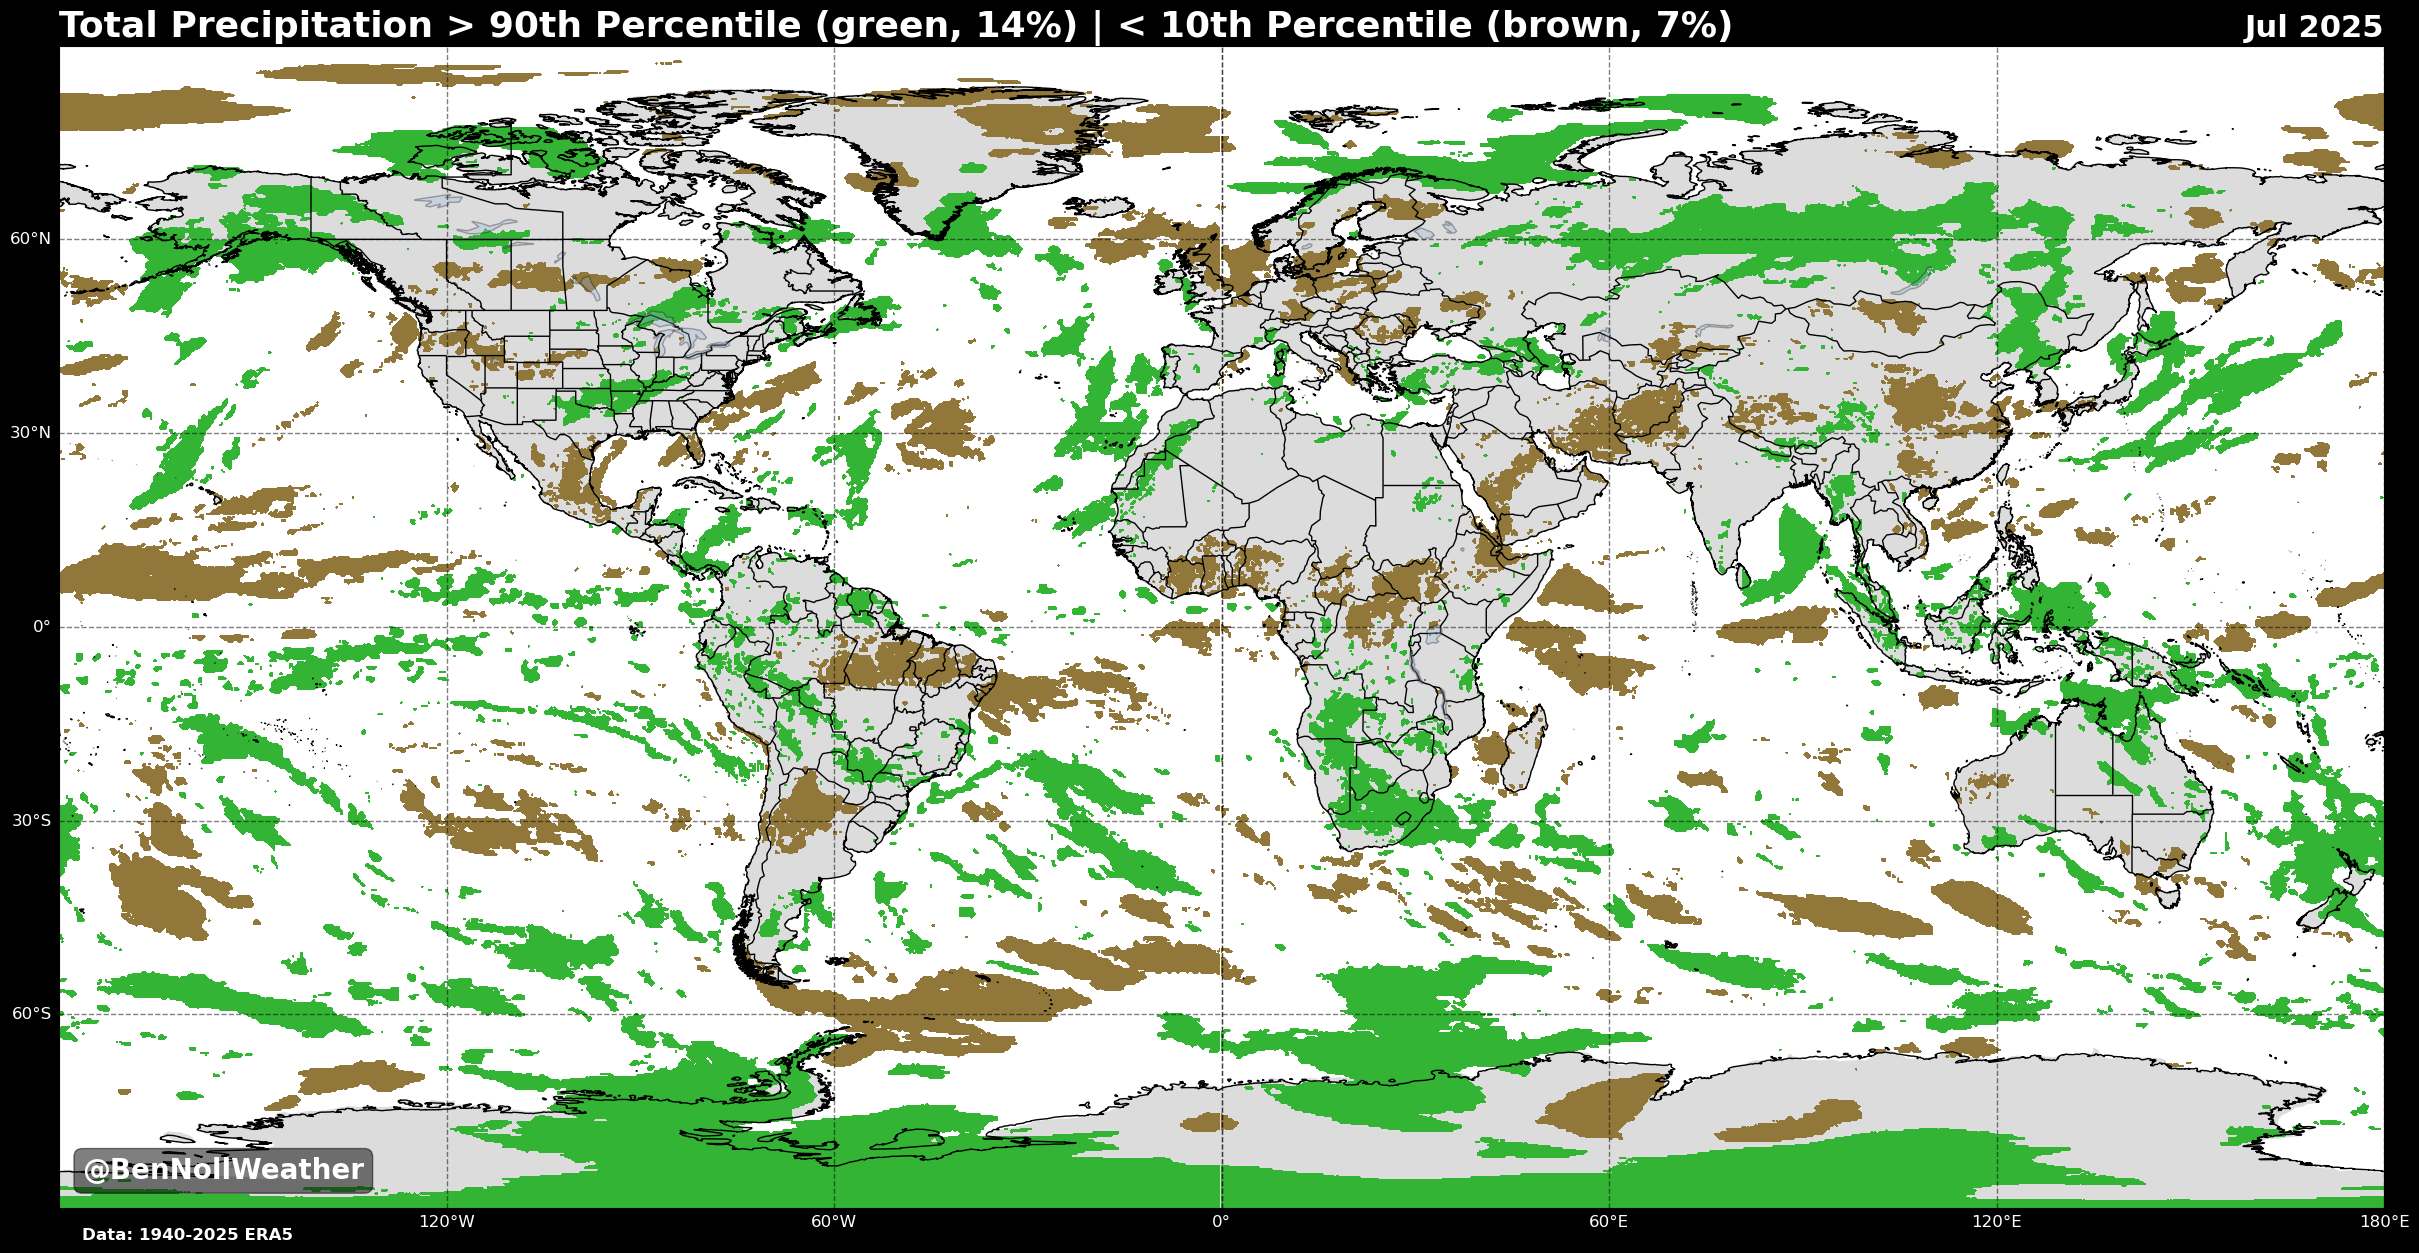 Total Precipitation > 90th Percentile (green, 14%) | < 10th Percentile (brown, 7%)
Jul 2025
60°N
30°N
0°
30°S
60°S
@BenNollWeather
120°W
60°W
0°
60°E
120°E
180°E
Data: 1940-2025 ERA5